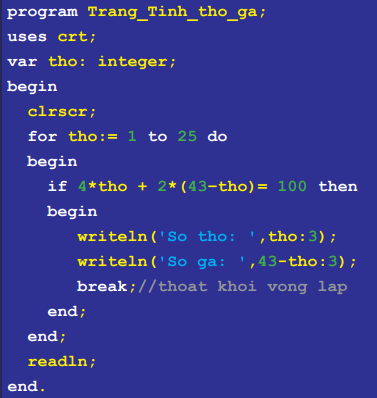 program Trang_Tinh_tho_ga;
uses crt;
var tho: integer;
begin
clrscr;
for tho:= 1 to 25 do
begin
if 4*tho + 2*(43-tho)= 100 then
begin
writeln('So tho: ',tho:3);
writeln('So ga: ',43-tho:3);
break;//thoat khoi vong lap
end;
end;
readln;
end.